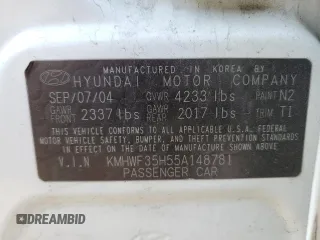 MANUFACTURED IN KOREA BY
HYUNDAI MOTOR COMPANY
SEP/07/04 GVWR 4233 lbs PAINT N2
GAWR FRONT 2337 lbs GAWR REAR 2017 lbs TRIM TI
THIS VEHICLE CONFORMS TO ALL APPLICABLE U.S. FEDERAL
MOTOR VEHICLE SAFETY, BUMPER, AND THEFT PREVENTION
STANDARDS IN EFFECT ON THE DATE OF MANUFACTURE SHOWN ABOVE.
V.I.N KMHWF35H55A148781
PASSENGER CAR
DREAMBID